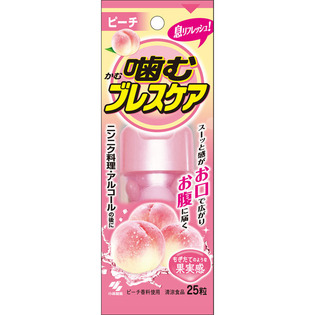 ピーチ
息リフレッシュ!
噛む
かむ
ブレスケア
スーッと感が
お口で広がり
お腹に届く
ニンニク料理・アルコールの後に
もぎたてのような
果実感
小林製薬
ピーチ香料使用 清涼食品 25粒